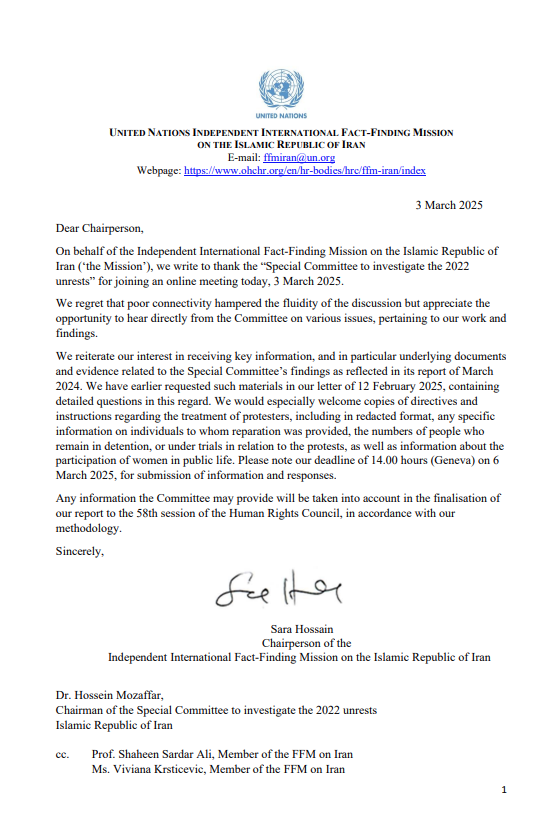 UNITED NATIONS
UNITED NATIONS INDEPENDENT INTERNATIONAL FACT-FINDING MISSION
ON THE ISLAMIC REPUBLIC OF IRAN
E-mail: ffmiran@un.org
Webpage: https://www.ohchr.org/en/hr-bodies/hrc/ffm-iran/index
3 March 2025
Dear Chairperson,
On behalf of the Independent International Fact-Finding Mission on the Islamic Republic of
Iran (‘the Mission’), we write to thank the “Special Committee to investigate the 2022
unrests” for joining an online meeting today, 3 March 2025.
We regret that poor connectivity hampered the fluidity of the discussion but appreciate the
opportunity to hear directly from the Committee on various issues, pertaining to our work and
findings.
We reiterate our interest in receiving key information, and in particular underlying documents
and evidence related to the Special Committee’s findings as reflected in its report of March
2024. We have earlier requested such materials in our letter of 12 February 2025, containing
detailed questions in this regard. We would especially welcome copies of directives and
instructions regarding the treatment of protesters, including in redacted format, any specific
information on individuals to whom reparation was provided, the numbers of people who
remain in detention, or under trials in relation to the protests, as well as information about the
participation of women in public life. Please note our deadline of 14.00 hours (Geneva) on 6
March 2025, for submission of information and responses.
Any information the Committee may provide will be taken into account in the finalisation of
our report to the 58th session of the Human Rights Council, in accordance with our
methodology.
Sincerely,
Sara Hossain
Chairperson of the
Independent International Fact-Finding Mission on the Islamic Republic of Iran
Dr. Hossein Mozaffar,
Chairman of the Special Committee to investigate the 2022 unrests
Islamic Republic of Iran
cc. Prof. Shaheen Sardar Ali, Member of the FFM on Iran
Ms. Viviana Krsticevic, Member of the FFM on Iran
1